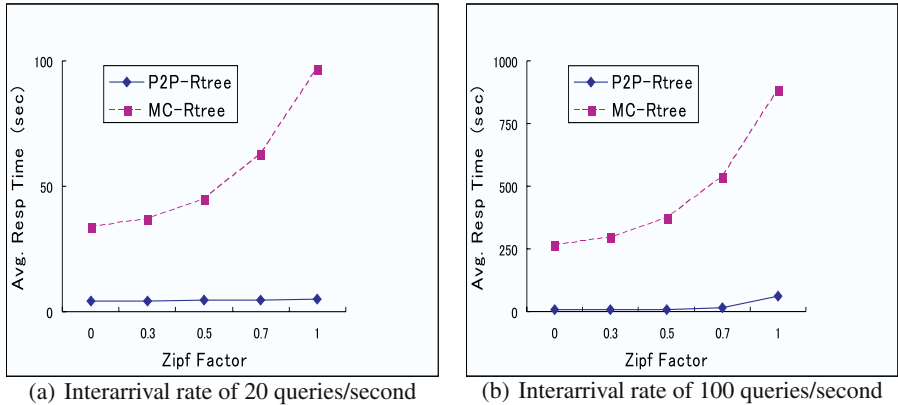 100
50
0
Avg. Resp Time (sec)
P2P-Rtree
MC-Rtree
0 0.3 0.5 0.7 1
Zipf Factor
(a) Interarrival rate of 20 queries/second
1000
750
500
250
0
Avg. Resp Time (sec)
P2P-Rtree
MC-Rtree
0 0.3 0.5 0.7 1
Zipf Factor
(b) Interarrival rate of 100 queries/second